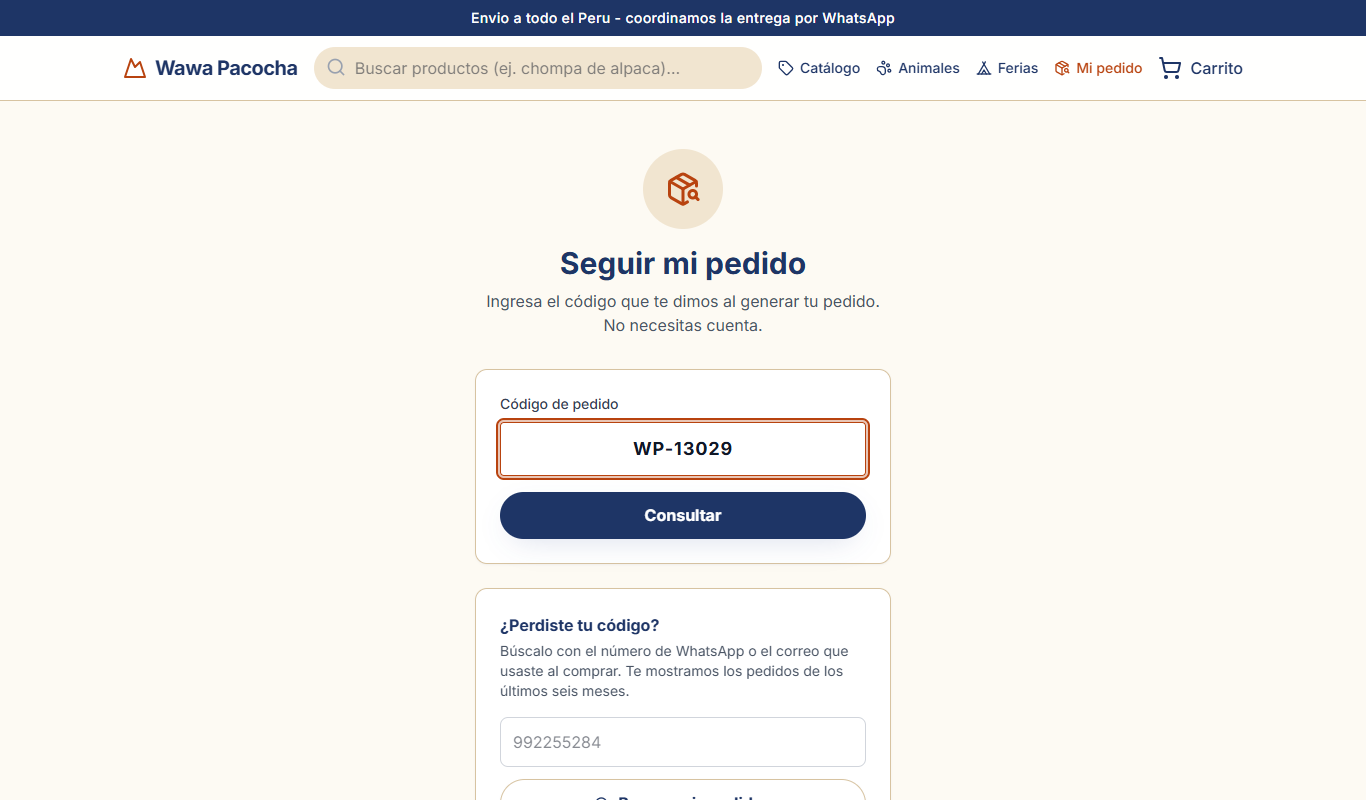 Envio a todo el Peru - coordinamos la entrega por WhatsApp
Wawa Pacocha
Buscar productos (ej. chompa de alpaca)...
Catálogo
Animales
Ferias
Mi pedido
Carrito
Seguir mi pedido
Ingresa el código que te dimos al generar tu pedido.
No necesitas cuenta.
Código de pedido
WP-13029
Consultar
¿Perdiste tu código?
Búscalo con el número de WhatsApp o el correo que
usaste al comprar. Te mostramos los pedidos de los
últimos seis meses.
992255284